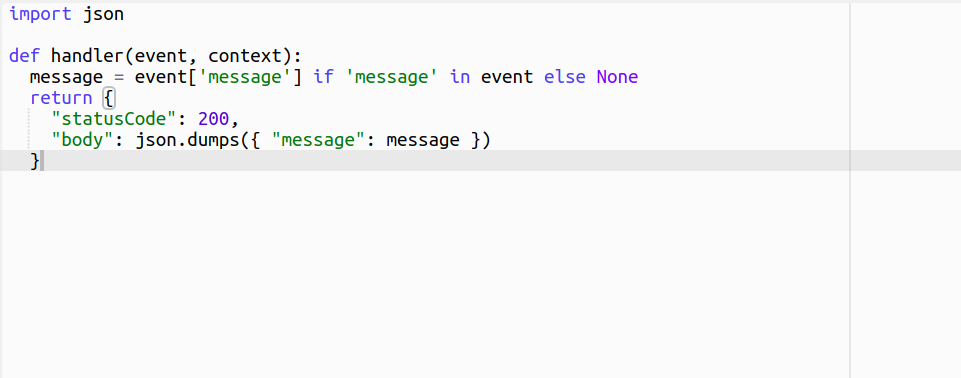 import json

def handler(event, context):
  message = event['message'] if 'message' in event else None
  return {
    "statusCode": 200,
    "body": json.dumps({ "message": message })
  }